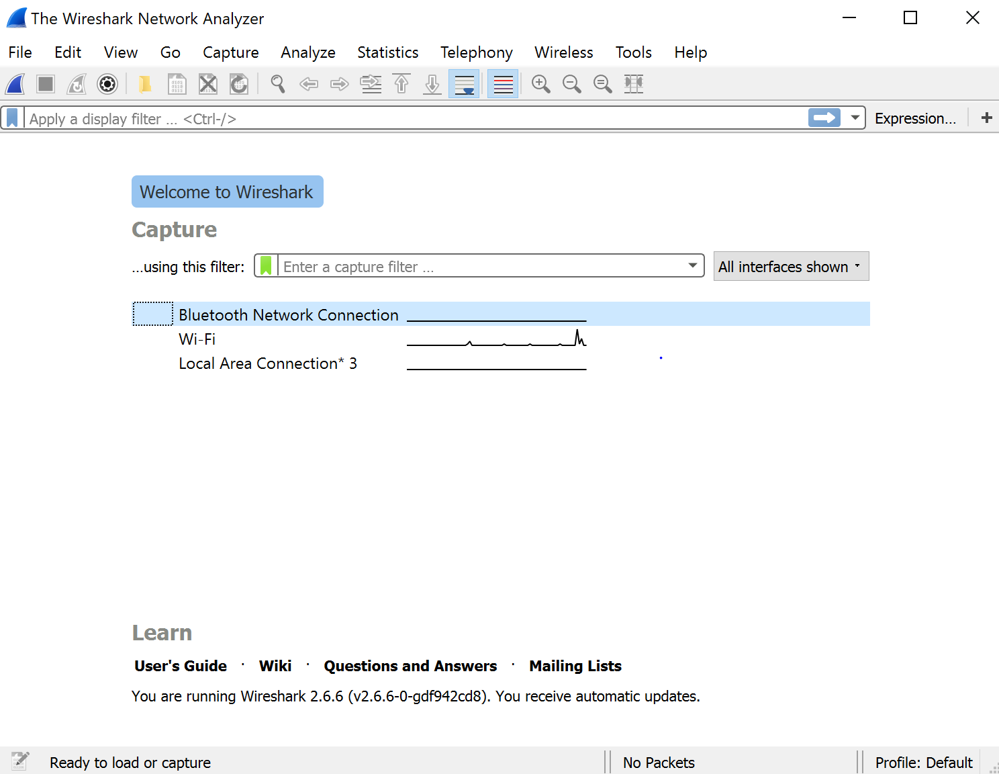 The Wireshark Network Analyzer
File Edit View Go Capture Analyze Statistics Telephony Wireless Tools Help
Apply a display filter ... <Ctrl-/> Expression... +
Welcome to Wireshark
Capture
...using this filter: Enter a capture filter ... All interfaces shown
Bluetooth Network Connection
Wi-Fi
Local Area Connection* 3
Learn
User's Guide · Wiki · Questions and Answers · Mailing Lists
You are running Wireshark 2.6.6 (v2.6.6-0-gdf942cd8). You receive automatic updates.
Ready to load or capture No Packets Profile: Default